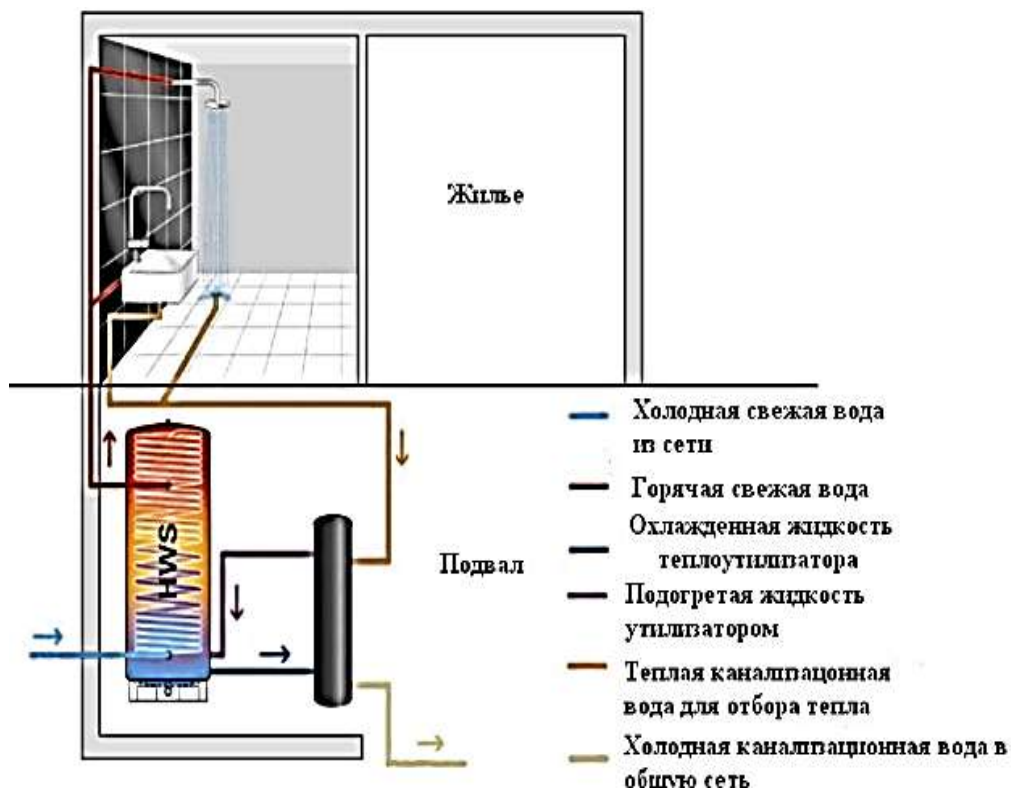 Жилье
HWS
Подвал
Холодная свежая вода
из сети
Горячая свежая вода
Охлажденная жидкость
теплоутилизатора
Подогретая жидкость
утилизатором
Теплая канализацонная
вода для отбора тепла
Холодная канализационная вода в
общую сеть